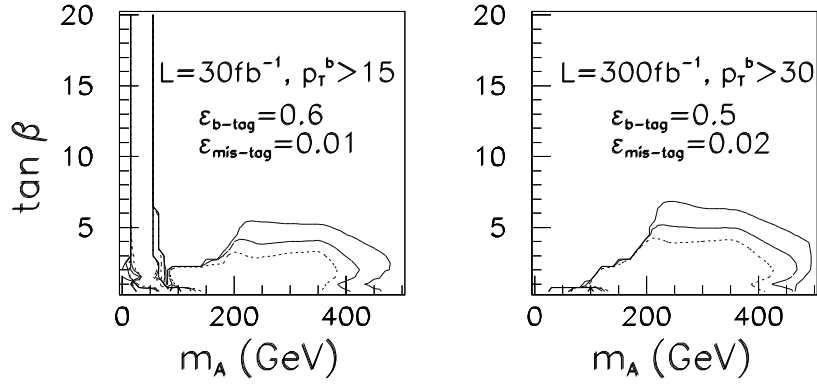 20
15
10
5
tan β
L=30fb⁻¹, p_T^b>15
ε_b-tag=0.6
ε_mis-tag=0.01
0 200 400
m_A (GeV)
20
15
10
5
L=300fb⁻¹, p_T^b>30
ε_b-tag=0.5
ε_mis-tag=0.02
0 200 400
m_A (GeV)